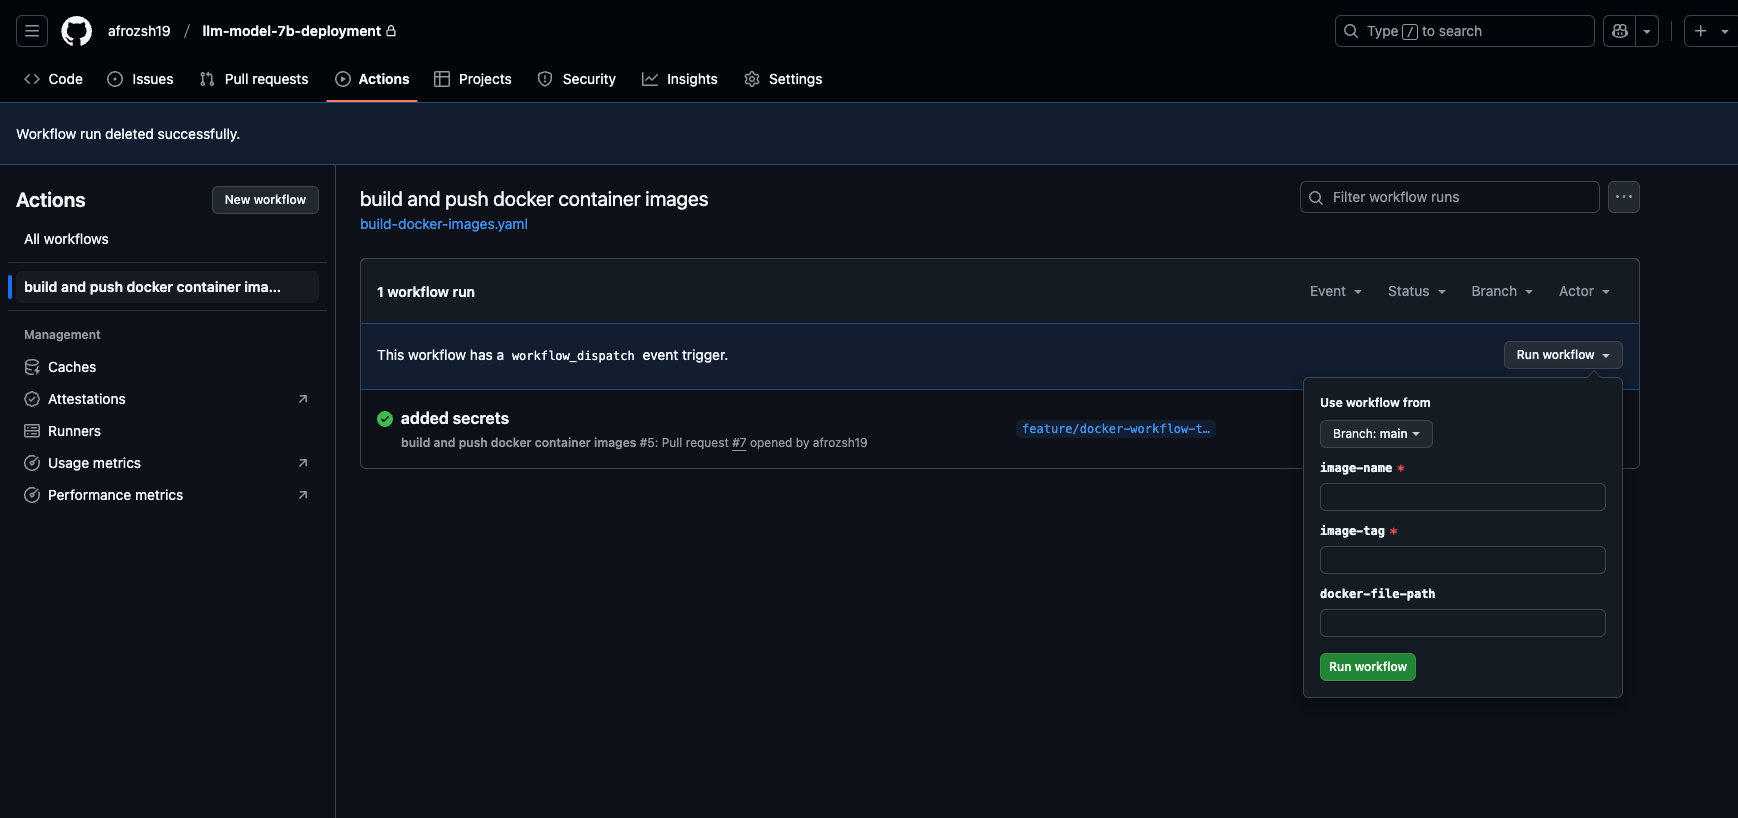 afrozsh19 / llm-model-7b-deployment
Type / to search
Code
Issues
Pull requests
Actions
Projects
Security
Insights
Settings
Workflow run deleted successfully.
Actions
New workflow
All workflows
build and push docker container ima...
Management
Caches
Attestations
Runners
Usage metrics
Performance metrics
build and push docker container images
build-docker-images.yaml
Filter workflow runs
1 workflow run
Event
Status
Branch
Actor
This workflow has a workflow_dispatch event trigger.
Run workflow
added secrets
build and push docker container images #5: Pull request #7 opened by afrozsh19
feature/docker-workflow-t…
Use workflow from
Branch: main
image-name *
image-tag *
docker-file-path
Run workflow